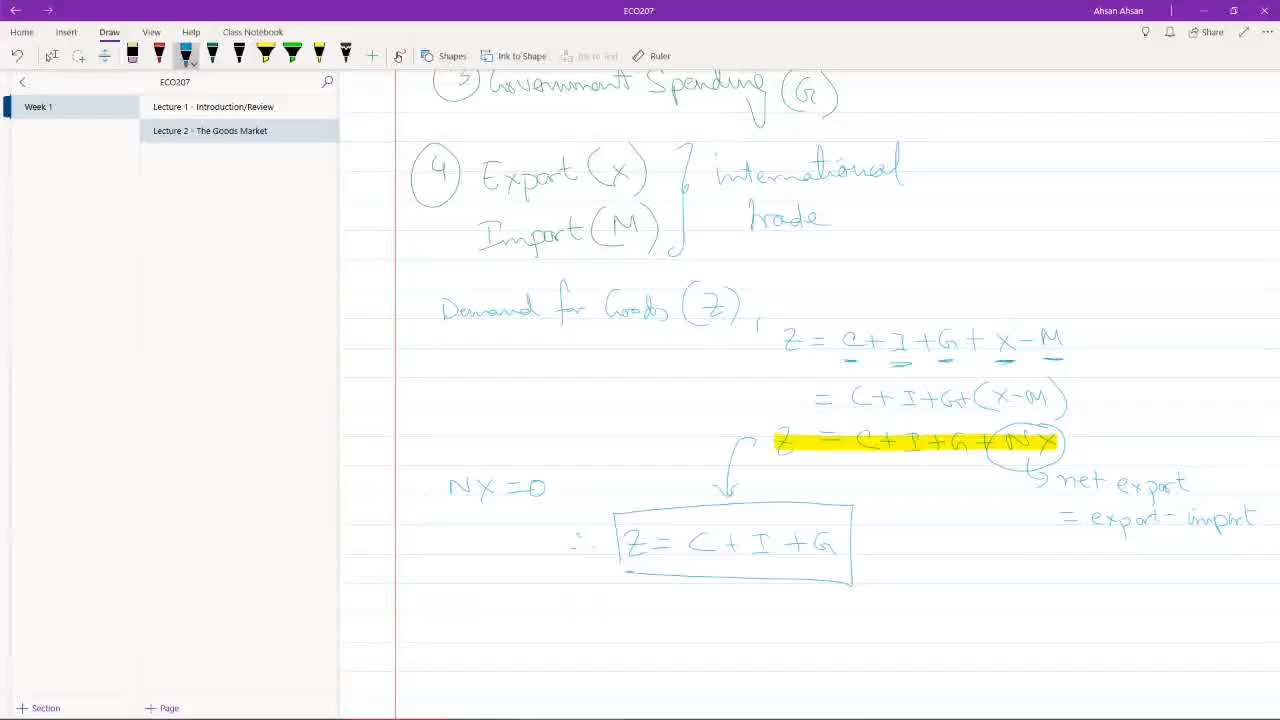 ECO207
Ahsan Ahsan
Home Insert Draw View Help Class Notebook
Share
Shapes Ink to Shape Ink to Text Ruler
ECO207
Week 1
Lecture 1 - Introduction/Review
Lecture 2 - The Goods Market
(3) Government Spending (G)
4 Export (X)
Import (M)
international
trade
Demand for Goods (Z),
Z = C + I + G + X - M
= C + I + G + (X - M)
Z = C + I + G + NX
net export
= export - import
NX = 0
∴ Z = C + I + G
+ Section
+ Page